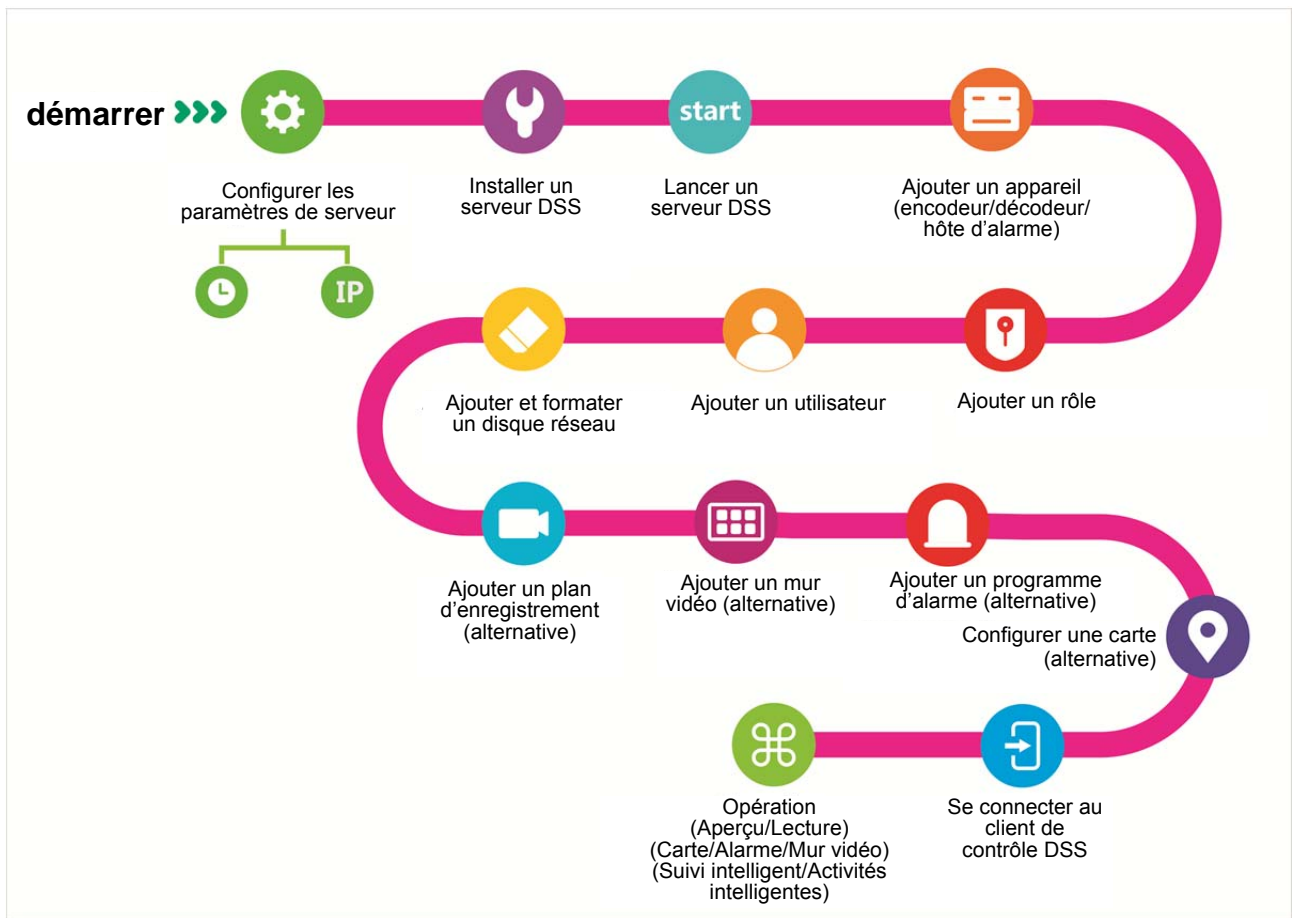 démarrer
start
Configurer les
paramètres de serveur
Installer un
serveur DSS
Lancer un
serveur DSS
Ajouter un appareil
(encodeur/décodeur/
hôte d'alarme)
IP
Ajouter et formater
un disque réseau
Ajouter un utilisateur
Ajouter un rôle
Ajouter un plan
d'enregistrement
(alternative)
Ajouter un mur
vidéo (alternative)
Ajouter un programme
d'alarme (alternative)
Configurer une carte
(alternative)
Opération
(Aperçu/Lecture)
(Carte/Alarme/Mur vidéo)
(Suivi intelligent/Activités
intelligentes)
Se connecter au
client de
contrôle DSS